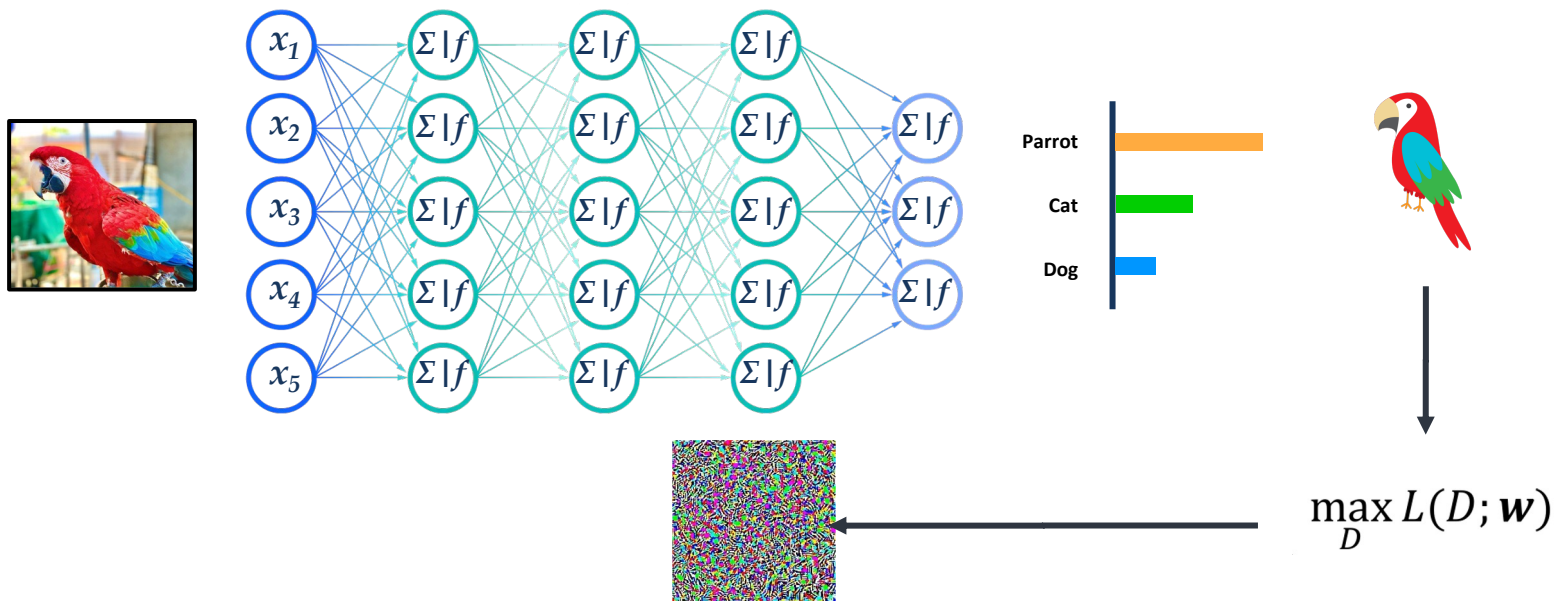 x1 Σ|f Σ|f Σ|f
x2 Σ|f Σ|f Σ|f Σ|f
x3 Σ|f Σ|f Σ|f Σ|f
x4 Σ|f Σ|f Σ|f Σ|f
x5 Σ|f Σ|f Σ|f
Parrot
Cat
Dog
max L(D; w)
D